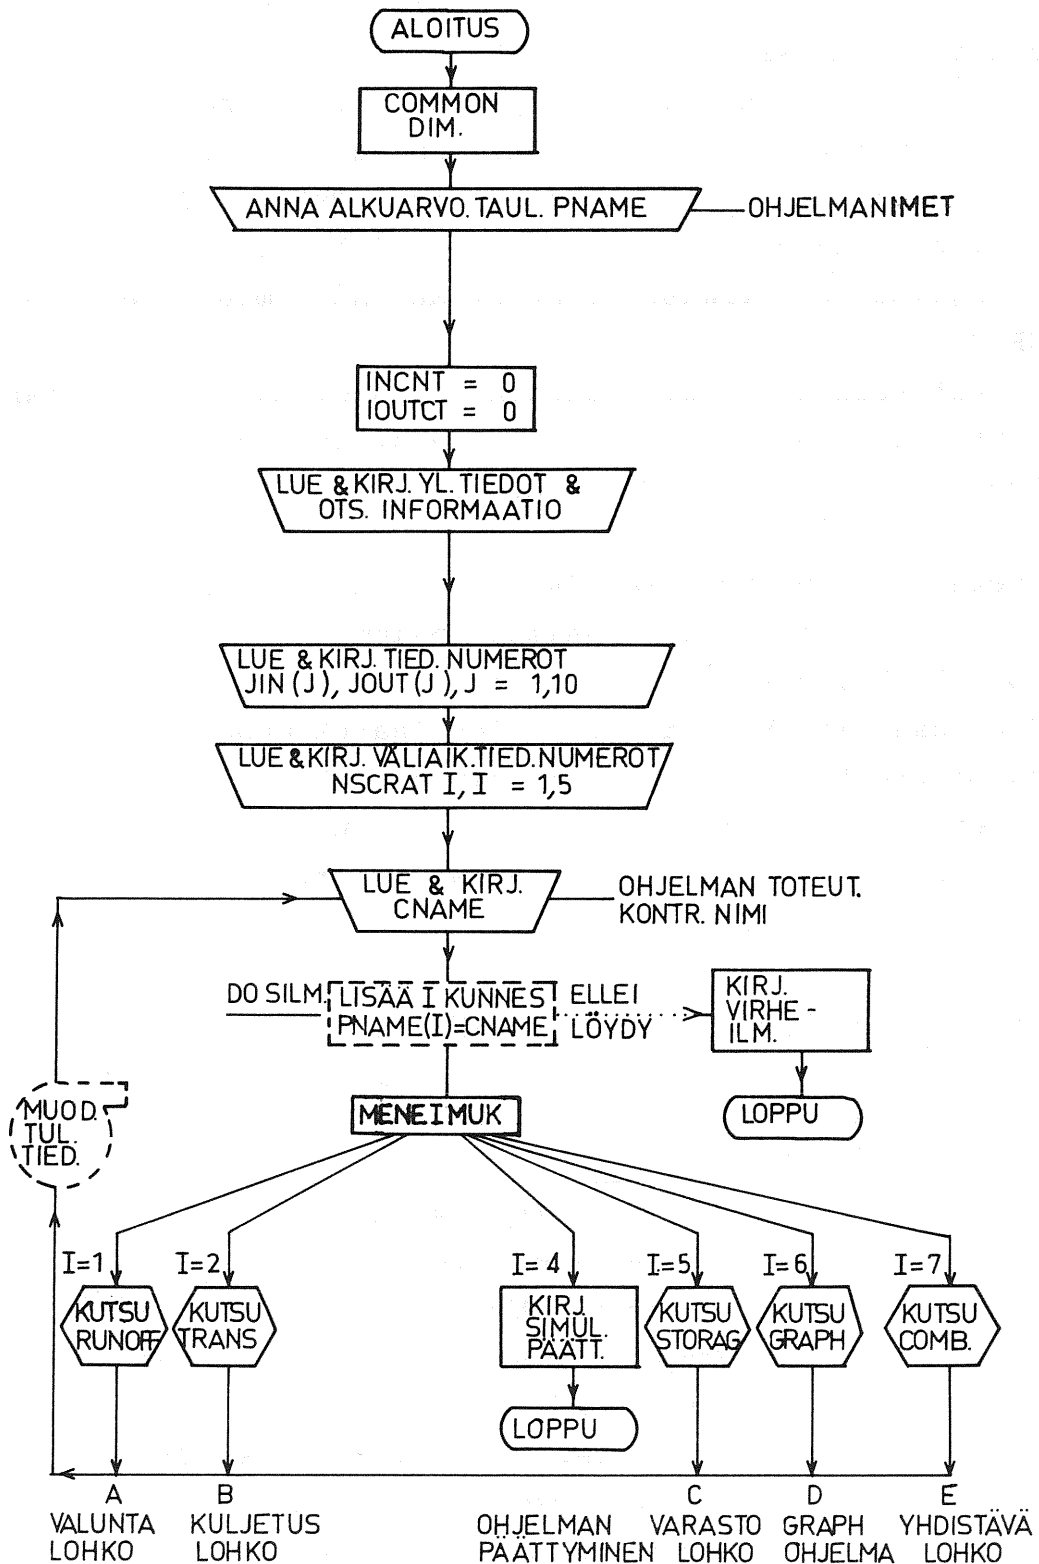 ALOITUS
COMMON
DIM.
ANNA ALKUARVO. TAUL. PNAME
OHJELMANIMET
INCNT = 0
IOUTCT = 0
LUE & KIRJ. YL. TIEDOT &
OTS. INFORMAATIO
LUE & KIRJ. TIED. NUMEROT
JIN (J), JOUT (J), J = 1,10
LUE & KIRJ. VÄLIAIK. TIED. NUMEROT
NSCRAT I, I = 1,5
LUE & KIRJ.
CNAME
OHJELMAN TOTEUT.
KONTR. NIMI
DO SILM.
LISÄÄ I KUNNES
PNAME(I)=CNAME
ELLEI
LÖYDY
KIRJ.
VIRHE-
ILM.
LOPPU
MENEIMUK
MUOD.
TUL.
TIED.
I=1
KUTSU
RUNOFF
I=2
KUTSU
TRANS
I=4
KIRJ.
SIMUL.
PÄÄTT.
LOPPU
I=5
KUTSU
STORAG
I=6
KUTSU
GRAPH
I=7
KUTSU
COMB.
A
VALUNTA
LOHKO
B
KULJETUS
LOHKO
OHJELMAN
PÄÄTTYMINEN
C
VARASTO
LOHKO
D
GRAPH
OHJELMA
E
YHDISTÄVÄ
LOHKO